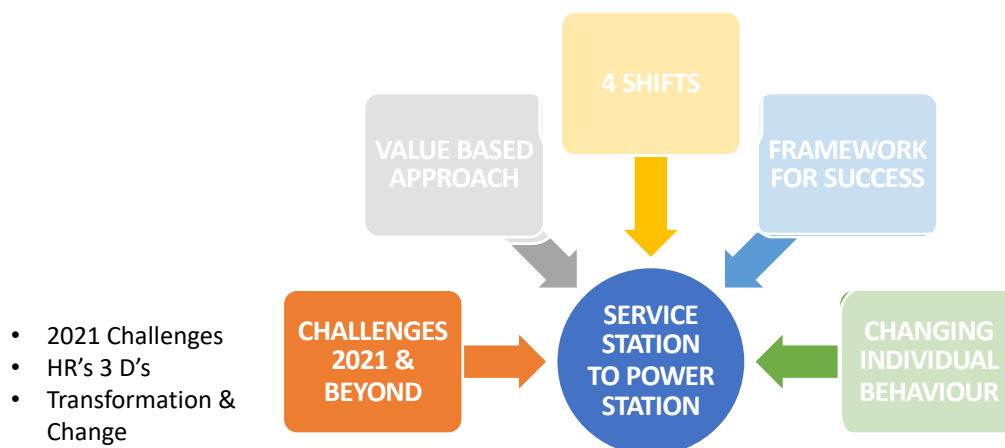 4 SHIFTS
VALUE BASED
APPROACH
FRAMEWORK
FOR SUCCESS
• 2021 Challenges
• HR's 3 D's
• Transformation &
Change
CHALLENGES
2021 &
BEYOND
SERVICE
STATION
TO POWER
STATION
CHANGING
INDIVIDUAL
BEHAVIOUR